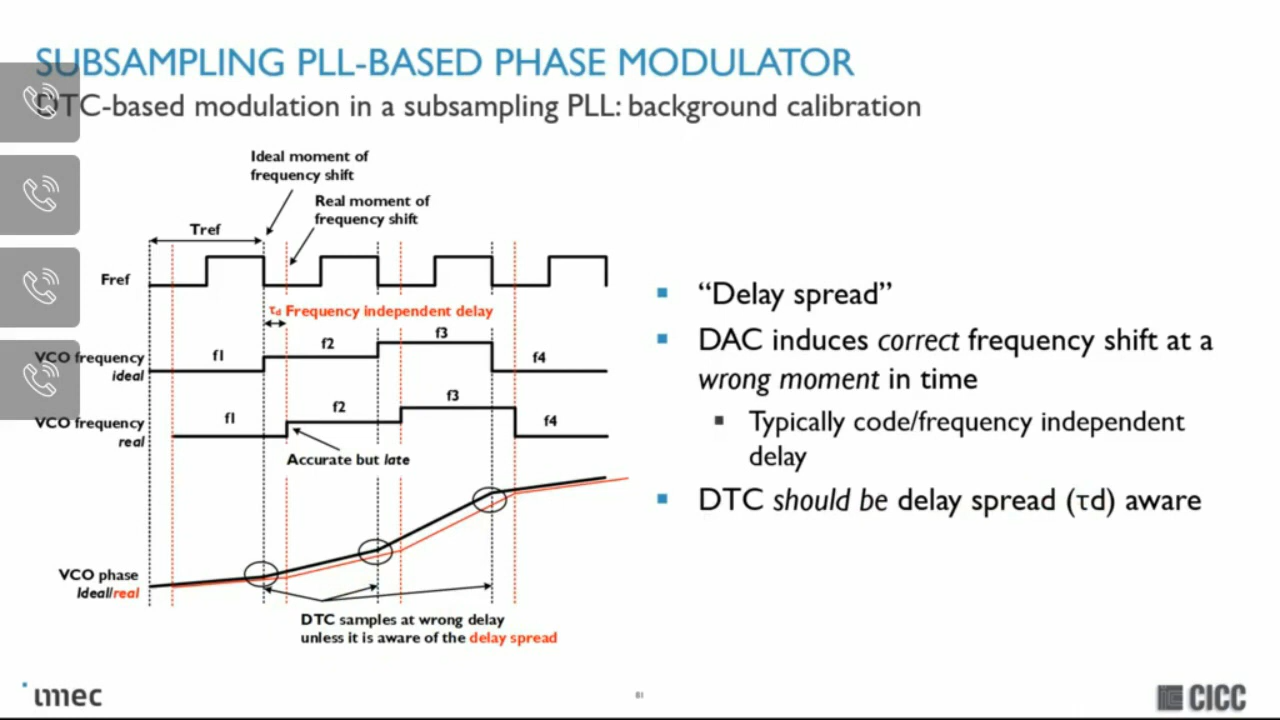 SUBSAMPLING PLL-BASED PHASE MODULATOR
DTC-based modulation in a subsampling PLL: background calibration
Ideal moment of
frequency shift
Real moment of
frequency shift
Tref
Fref
τd Frequency independent delay
VCO frequency
ideal
f1
f2
f3
f4
VCO frequency
real
f1
f2
f3
f4
Accurate but late
VCO phase
Ideal/real
DTC samples at wrong delay
unless it is aware of the delay spread
“Delay spread”
DAC induces correct frequency shift at a
wrong moment in time
Typically code/frequency independent
delay
DTC should be delay spread (τd) aware
imec
81
CICC